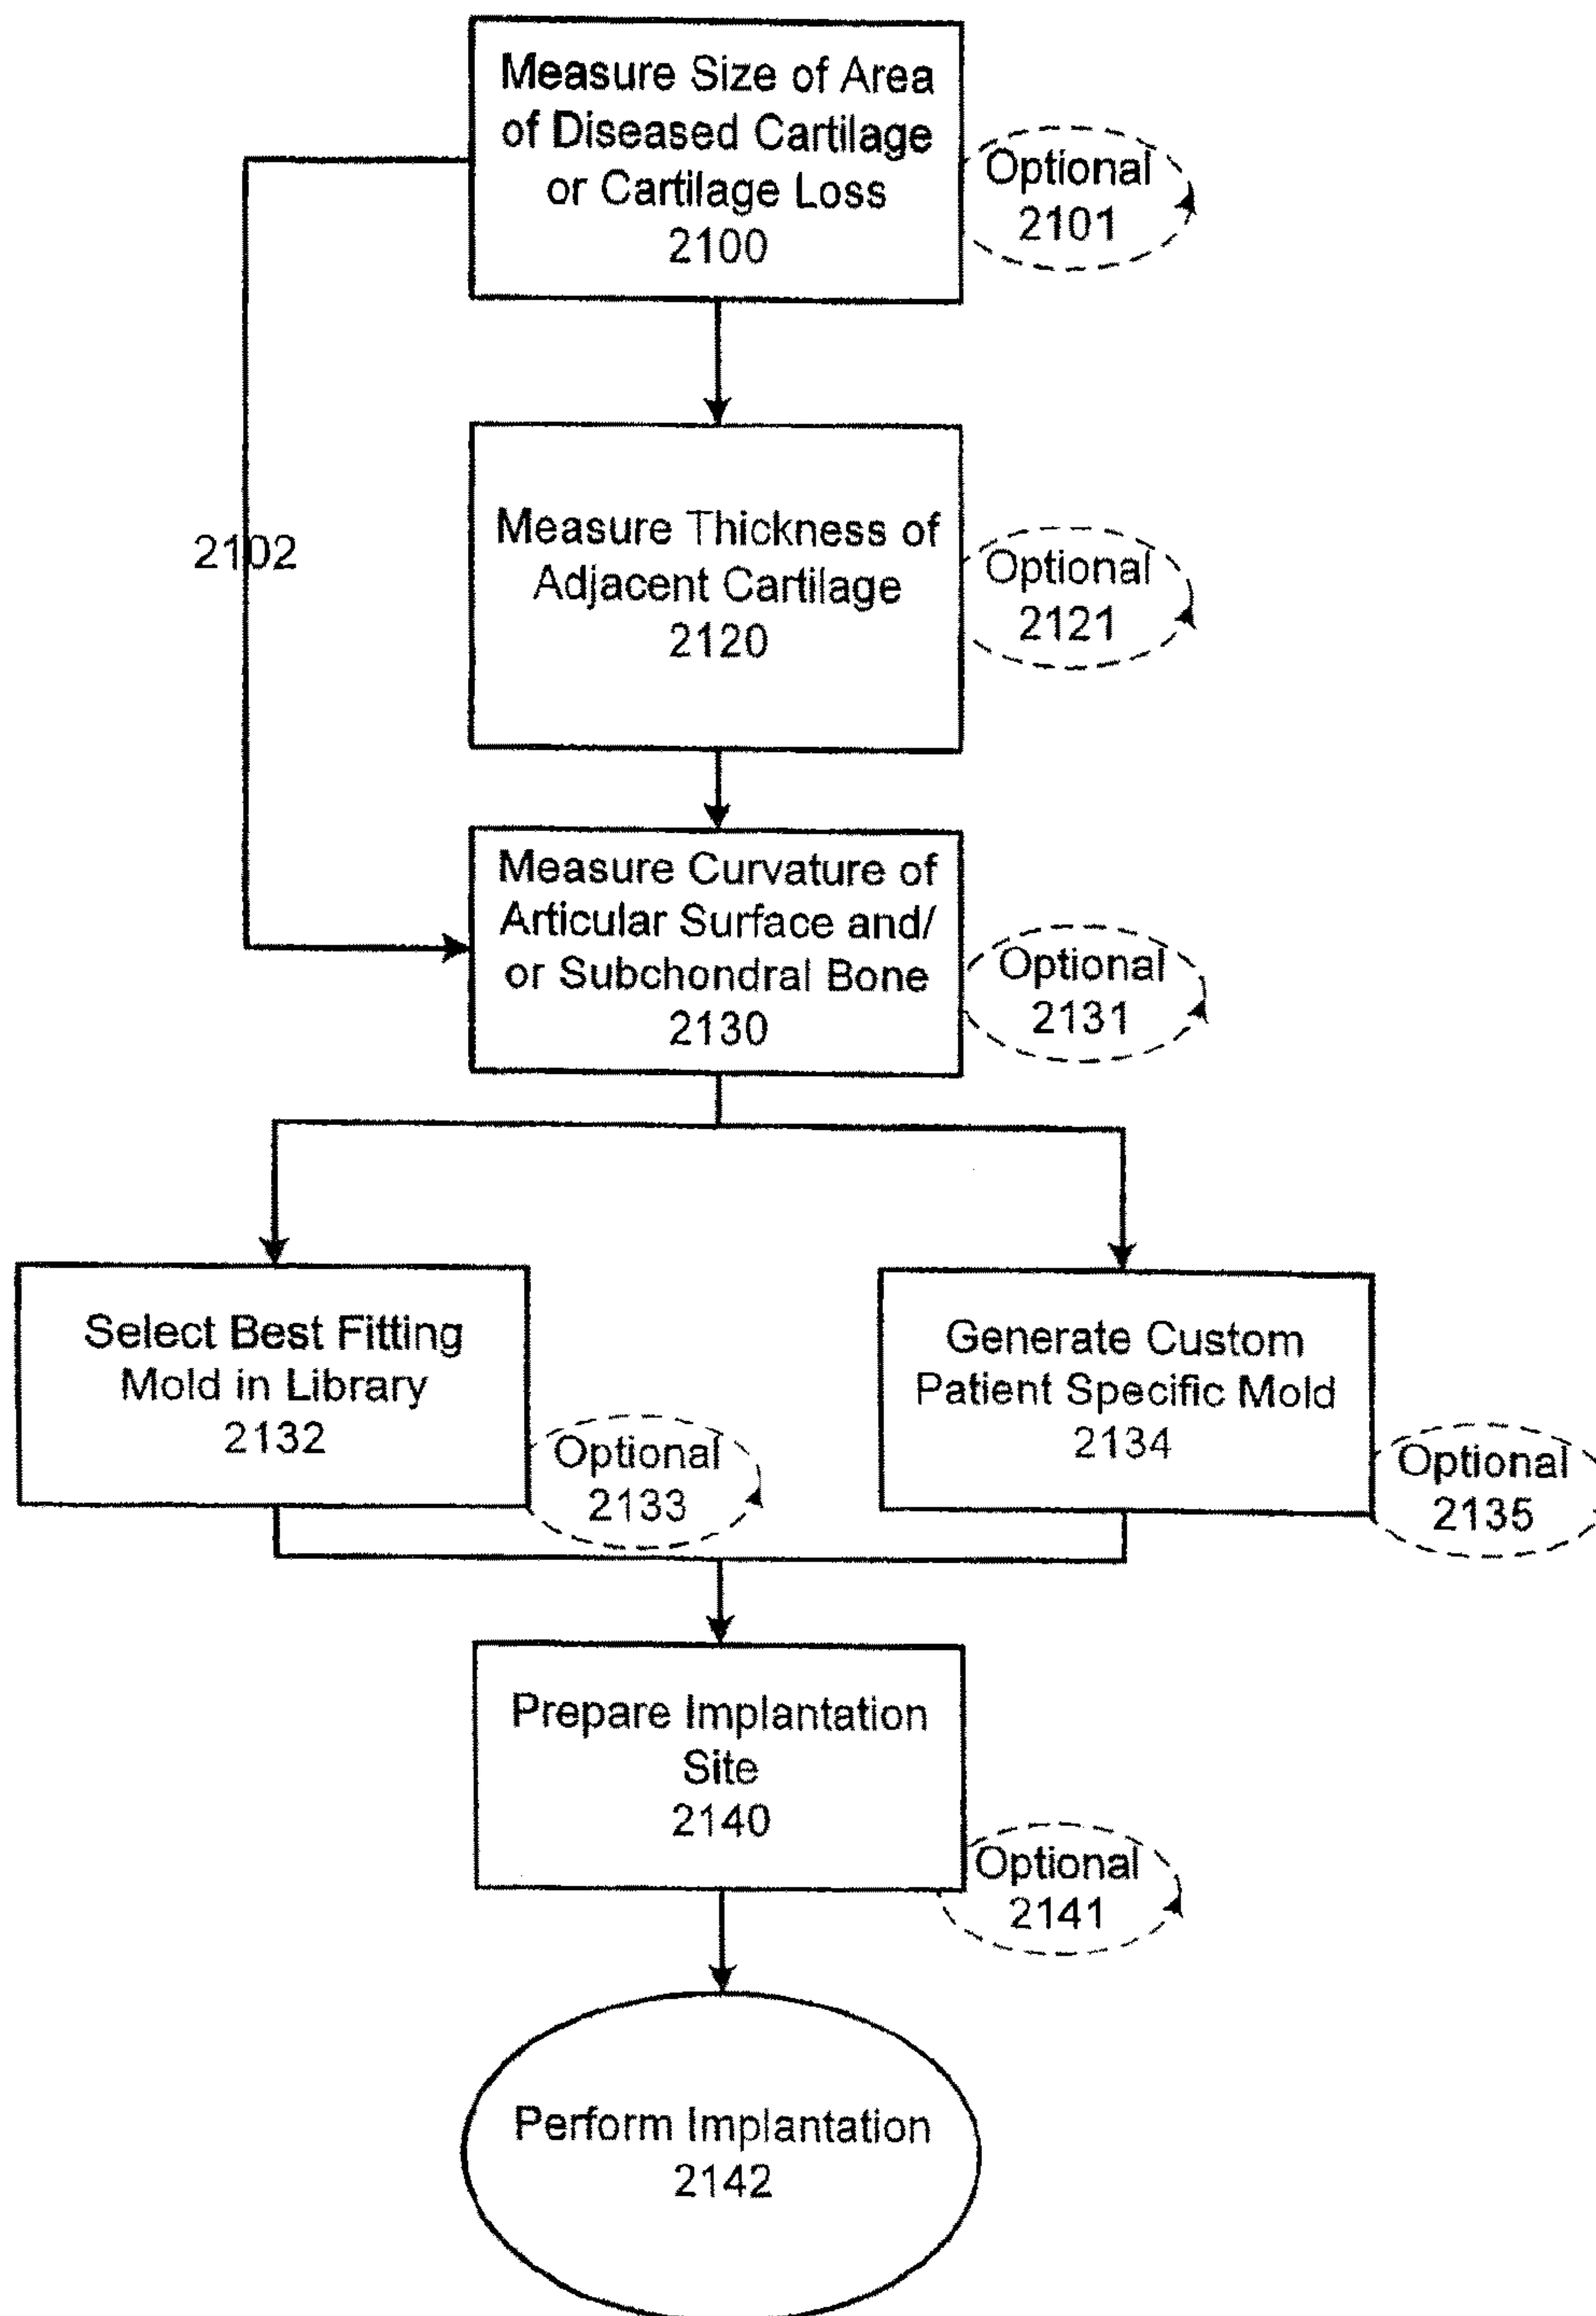 Measure Size of Area
of Diseased Cartilage
or Cartilage Loss
2100
Optional
2101
2102
Measure Thickness of
Adjacent Cartilage
2120
Optional
2121
Measure Curvature of
Articular Surface and/
or Subchondral Bone
2130
Optional
2131
Select Best Fitting
Mold in Library
2132
Optional
2133
Generate Custom
Patient Specific Mold
2134
Optional
2135
Prepare Implantation
Site
2140
Optional
2141
Perform Implantation
2142